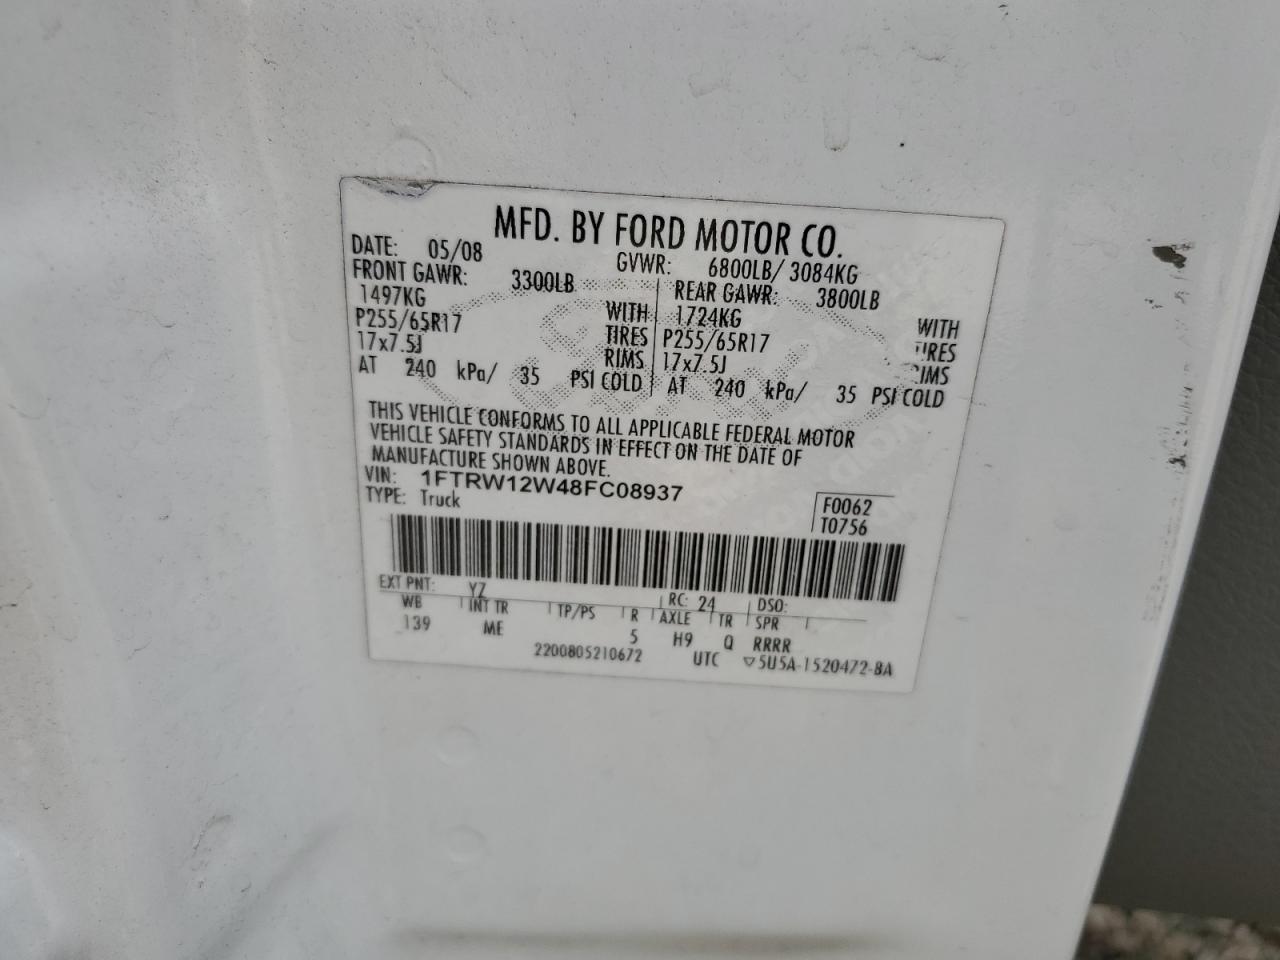 MFD. BY FORD MOTOR CO.
DATE: 05/08 GVWR: 6800LB/ 3084KG
FRONT GAWR: 3300LB REAR GAWR: 3800LB
1497KG WITH 1724KG WITH
P255/65R17 TIRES P255/65R17 TIRES
17x7.5J RIMS 17x7.5J RIMS
AT 240 kPa/ 35 PSI COLD AT 240 kPa/ 35 PSI COLD
THIS VEHICLE CONFORMS TO ALL APPLICABLE FEDERAL MOTOR
VEHICLE SAFETY STANDARDS IN EFFECT ON THE DATE OF
MANUFACTURE SHOWN ABOVE.
VIN: 1FTRW12W48FC08937
TYPE: Truck
F0062
T0756
EXT PNT: YZ RC: 24 DSO:
WB INT TR TP/PS R AXLE TR SPR
139 ME 5 H9 Q RRRR
2200805210672 UTC ▽5U5A-1520472-BA